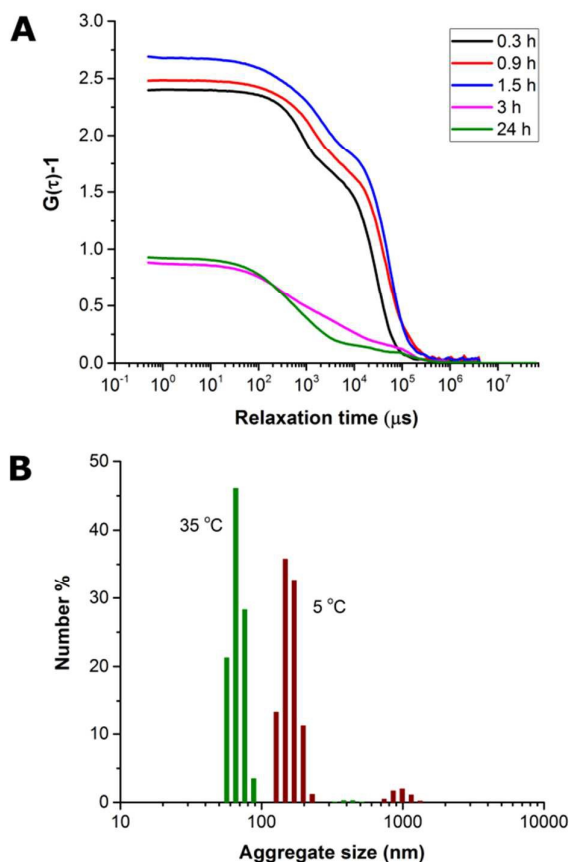 A
3.0
2.5
2.0
1.5
1.0
0.5
0.0
G(τ)-1
0.3 h
0.9 h
1.5 h
3 h
24 h
10⁻¹ 10⁰ 10¹ 10² 10³ 10⁴ 10⁵ 10⁶ 10⁷
Relaxation time (μs)
B
50
40
30
20
10
0
Number %
35 °C
5 °C
10 100 1000 10000
Aggregate size (nm)